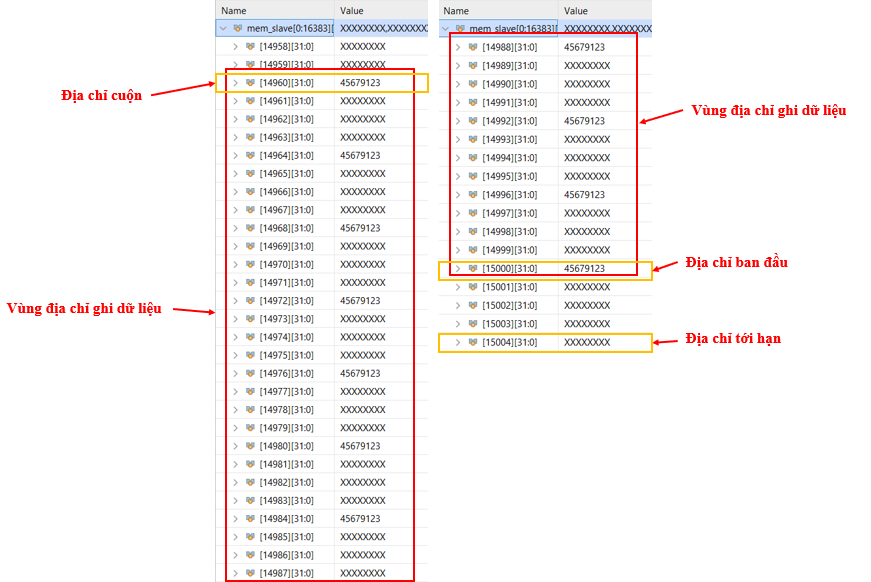 Name Value
mem_slave[0:16383][ XXXXXXXX,XXXXXXX
[14958][31:0] XXXXXXXX
[14959][31:0] XXXXXXXX
[14960][31:0] 45679123
[14961][31:0] XXXXXXXX
[14962][31:0] XXXXXXXX
[14963][31:0] XXXXXXXX
[14964][31:0] 45679123
[14965][31:0] XXXXXXXX
[14966][31:0] XXXXXXXX
[14967][31:0] XXXXXXXX
[14968][31:0] 45679123
[14969][31:0] XXXXXXXX
[14970][31:0] XXXXXXXX
[14971][31:0] XXXXXXXX
[14972][31:0] 45679123
[14973][31:0] XXXXXXXX
[14974][31:0] XXXXXXXX
[14975][31:0] XXXXXXXX
[14976][31:0] 45679123
[14977][31:0] XXXXXXXX
[14978][31:0] XXXXXXXX
[14979][31:0] XXXXXXXX
[14980][31:0] 45679123
[14981][31:0] XXXXXXXX
[14982][31:0] XXXXXXXX
[14983][31:0] XXXXXXXX
[14984][31:0] 45679123
[14985][31:0] XXXXXXXX
[14986][31:0] XXXXXXXX
[14987][31:0] XXXXXXXX
Địa chỉ cuộn
Vùng địa chỉ ghi dữ liệu
Name Value
mem_slave[0:16383][ XXXXXXXX,XXXXXXX
[14988][31:0] 45679123
[14989][31:0] XXXXXXXX
[14990][31:0] XXXXXXXX
[14991][31:0] XXXXXXXX
[14992][31:0] 45679123
[14993][31:0] XXXXXXXX
[14994][31:0] XXXXXXXX
[14995][31:0] XXXXXXXX
[14996][31:0] 45679123
[14997][31:0] XXXXXXXX
[14998][31:0] XXXXXXXX
[14999][31:0] XXXXXXXX
[15000][31:0] 45679123
[15001][31:0] XXXXXXXX
[15002][31:0] XXXXXXXX
[15003][31:0] XXXXXXXX
[15004][31:0] XXXXXXXX
Vùng địa chỉ ghi dữ liệu
Địa chỉ ban đầu
Địa chỉ tới hạn